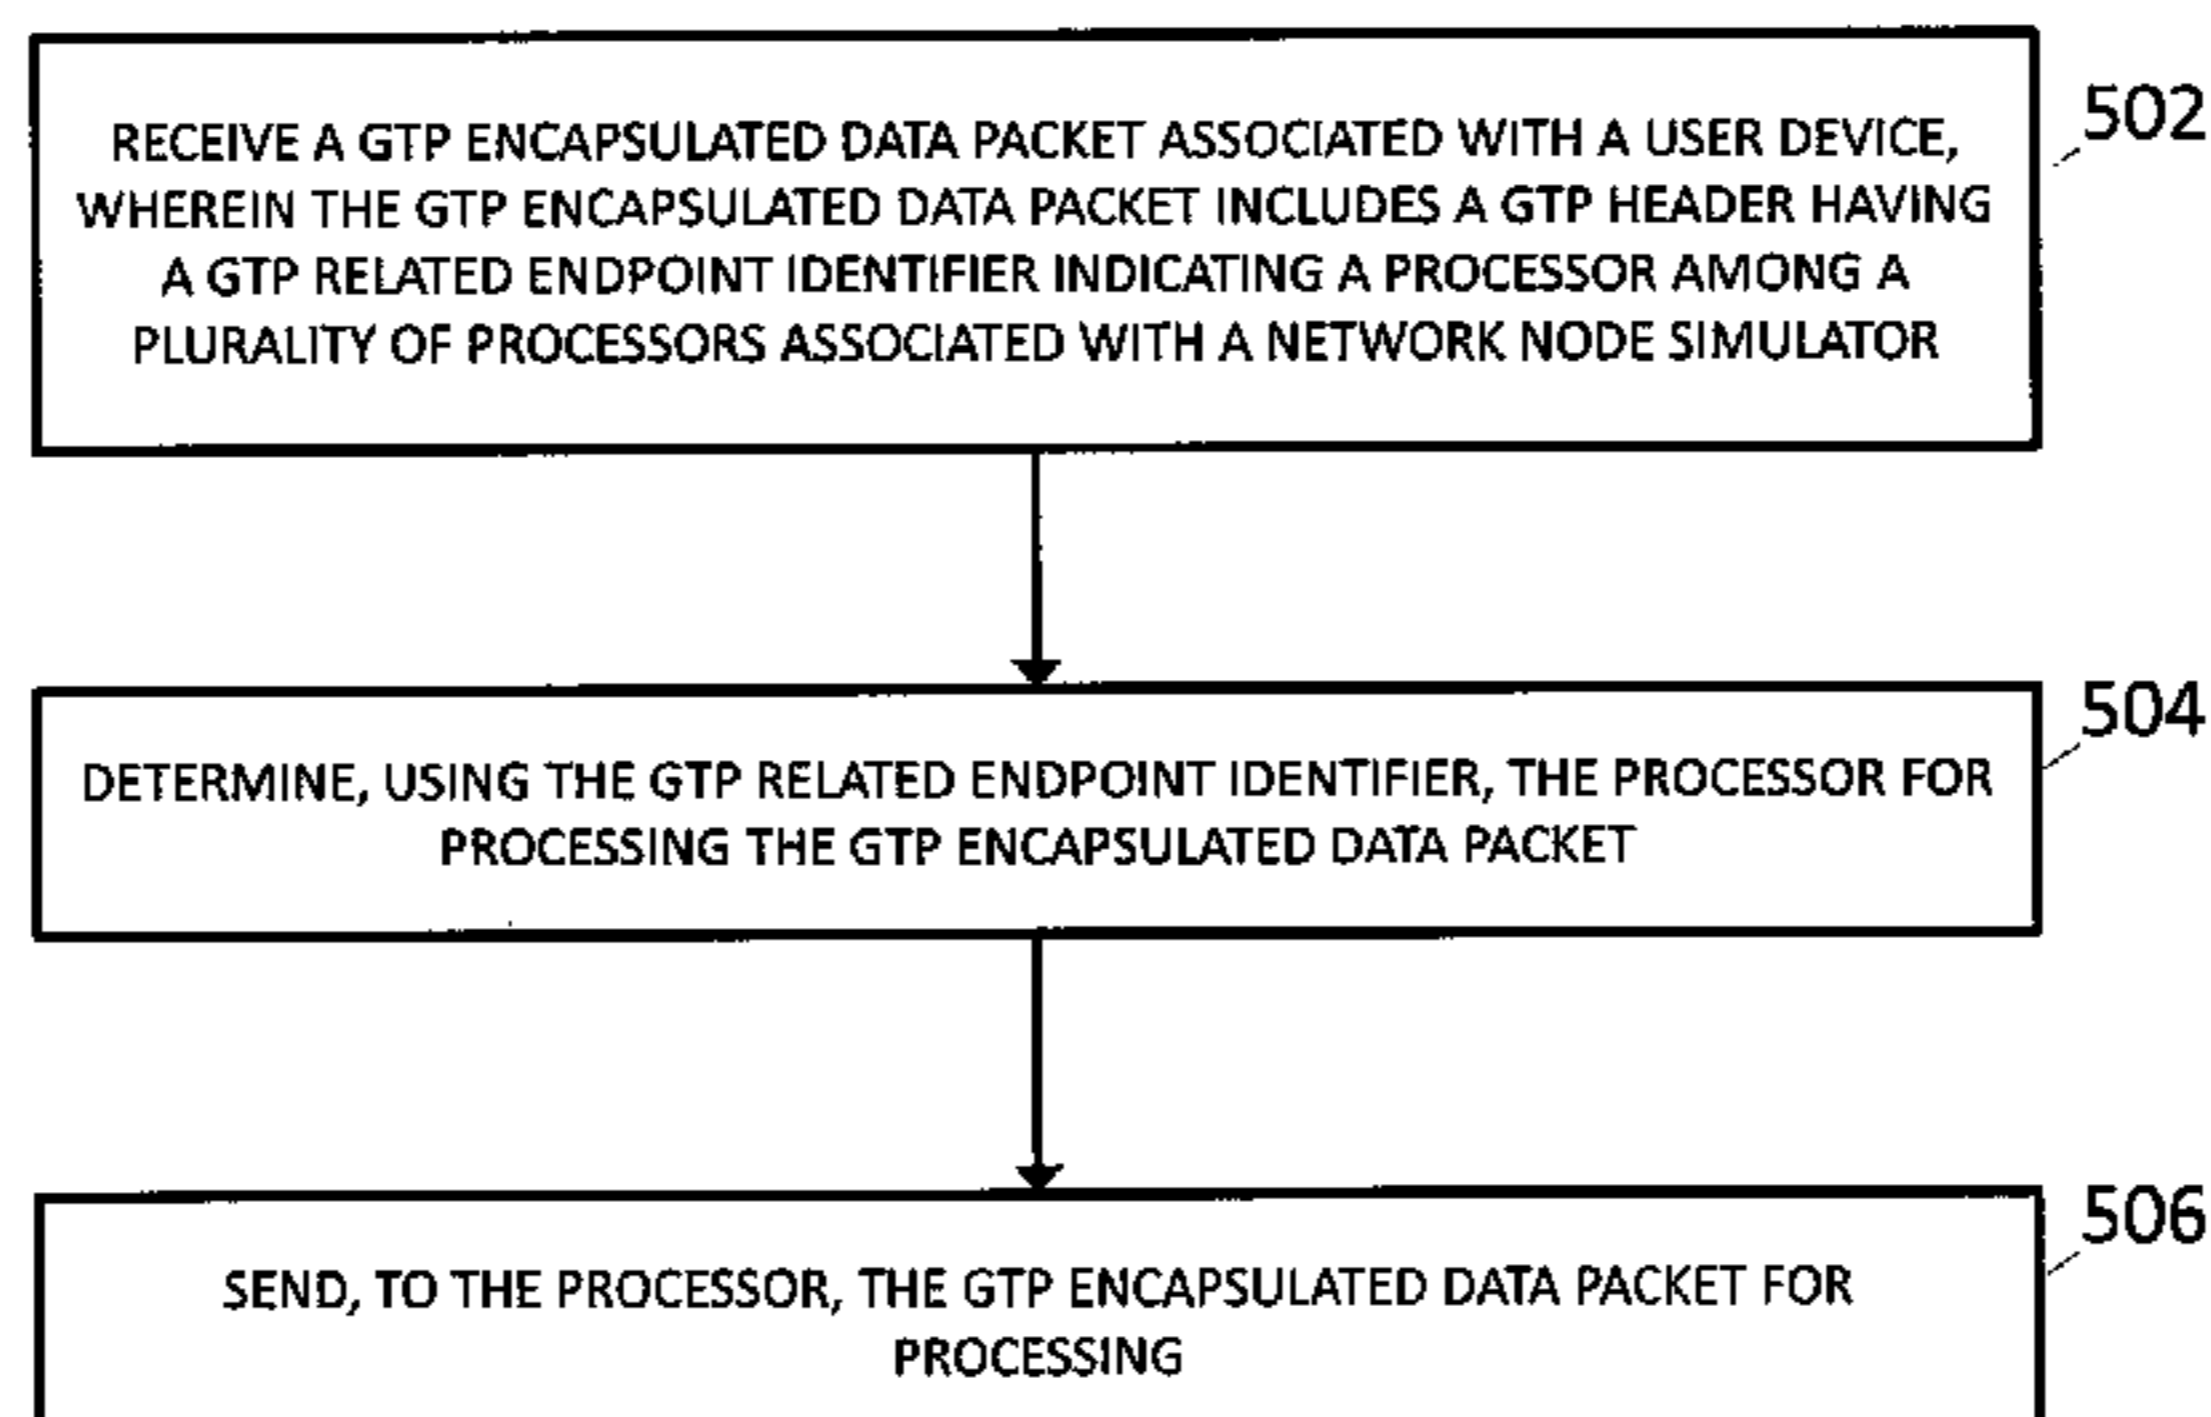 502
RECEIVE A GTP ENCAPSULATED DATA PACKET ASSOCIATED WITH A USER DEVICE,
WHEREIN THE GTP ENCAPSULATED DATA PACKET INCLUDES A GTP HEADER HAVING
A GTP RELATED ENDPOINT IDENTIFIER INDICATING A PROCESSOR AMONG A
PLURALITY OF PROCESSORS ASSOCIATED WITH A NETWORK NODE SIMULATOR
504
DETERMINE, USING THE GTP RELATED ENDPOINT IDENTIFIER, THE PROCESSOR FOR
PROCESSING THE GTP ENCAPSULATED DATA PACKET
506
SEND, TO THE PROCESSOR, THE GTP ENCAPSULATED DATA PACKET FOR
PROCESSING